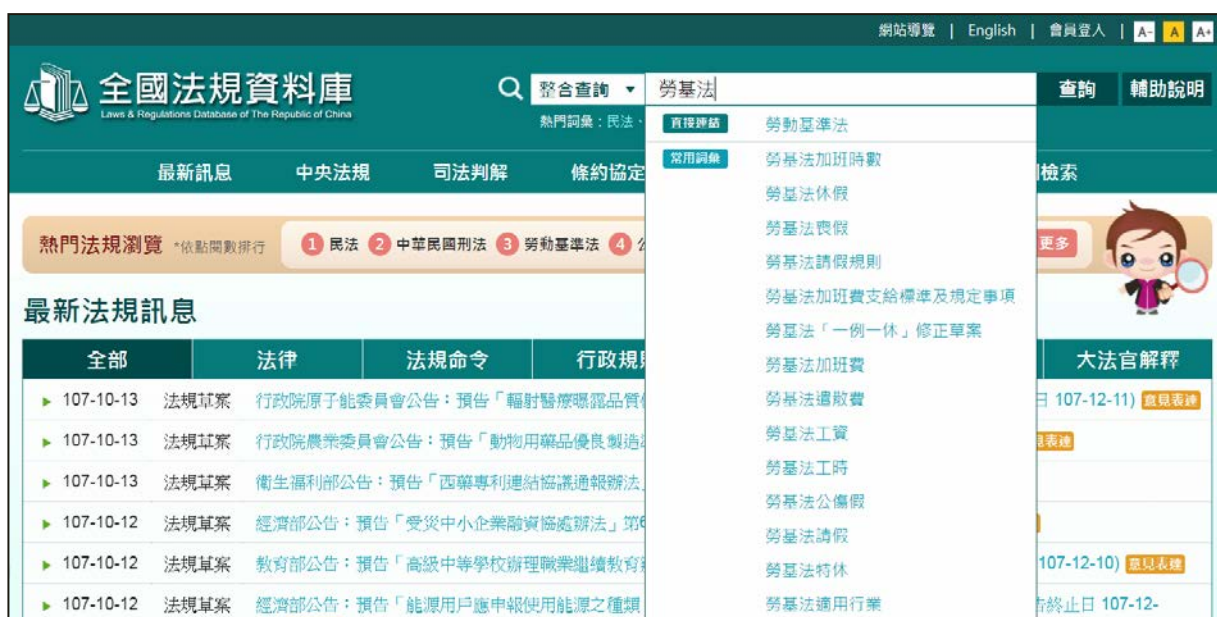 網站導覽 | English | 會員登入 | A- A A+
全國法規資料庫
Laws & Regulations Database of The Republic of China
整合查詢 ▼ 勞基法 查詢 輔助說明
熱門詞彙：民法、
直接連結 勞動基準法
常用詞彙 勞基法加班時數
勞基法休假
勞基法喪假
勞基法請假規則
勞基法加班費支給標準及規定事項
勞基法「一例一休」修正草案
勞基法加班費
勞基法遣散費
勞基法工資
勞基法工時
勞基法公傷假
勞基法請假
勞基法特休
勞基法適用行業
最新訊息 中央法規 司法判解 條約協定 檢索
熱門法規瀏覽 *依點閱數排行 1 民法 2 中華民國刑法 3 勞動基準法 4 更多
最新法規訊息
全部 法律 法規命令 行政規 大法官解釋
107-10-13 法規草案 行政院原子能委員會公告：預告「輻射醫療曝露品質 107-12-11) 意見表達
107-10-13 法規草案 行政院農業委員會公告：預告「動物用藥品優良製造 見表達
107-10-13 法規草案 衛生福利部公告：預告「西藥專利連結協議通報辦法」
107-10-12 法規草案 經濟部公告：預告「受災中小企業融資協處辦法」第6
107-10-12 法規草案 教育部公告：預告「高級中等學校辦理職業繼續教育 107-12-10) 意見表達
107-10-12 法規草案 經濟部公告：預告「能源用戶應申報使用能源之種類 告終止日 107-12-